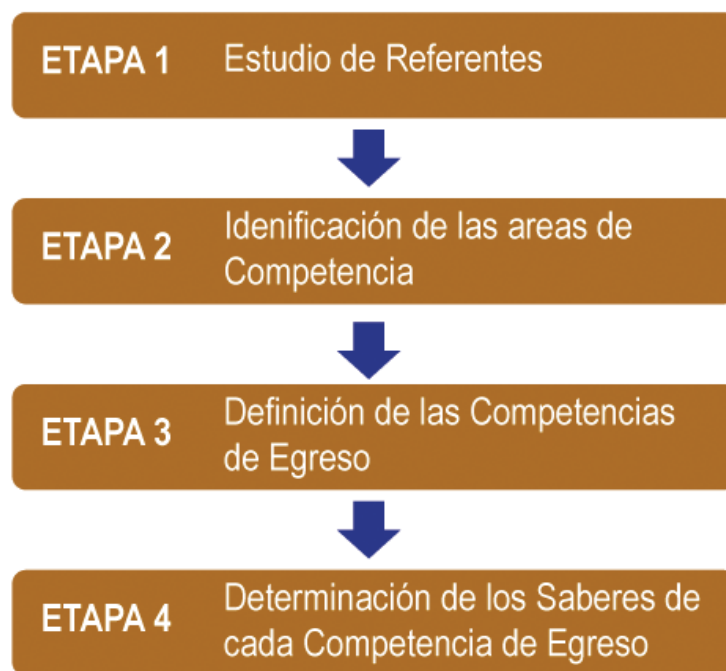 ETAPA 1 Estudio de Referentes
ETAPA 2 Idenificación de las areas de
Competencia
ETAPA 3 Definición de las Competencias
de Egreso
ETAPA 4 Determinación de los Saberes de
cada Competencia de Egreso